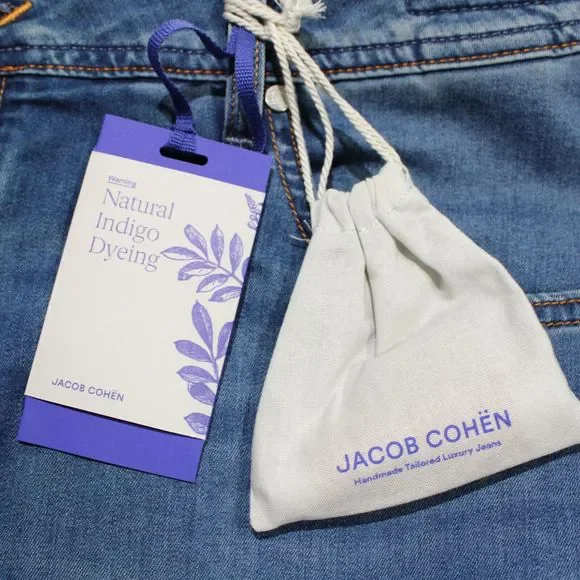 Warning
Natural
Indigo
Dyeing
JACOB COHËN
JACOB COHËN
Handmade Tailored Luxury Jeans